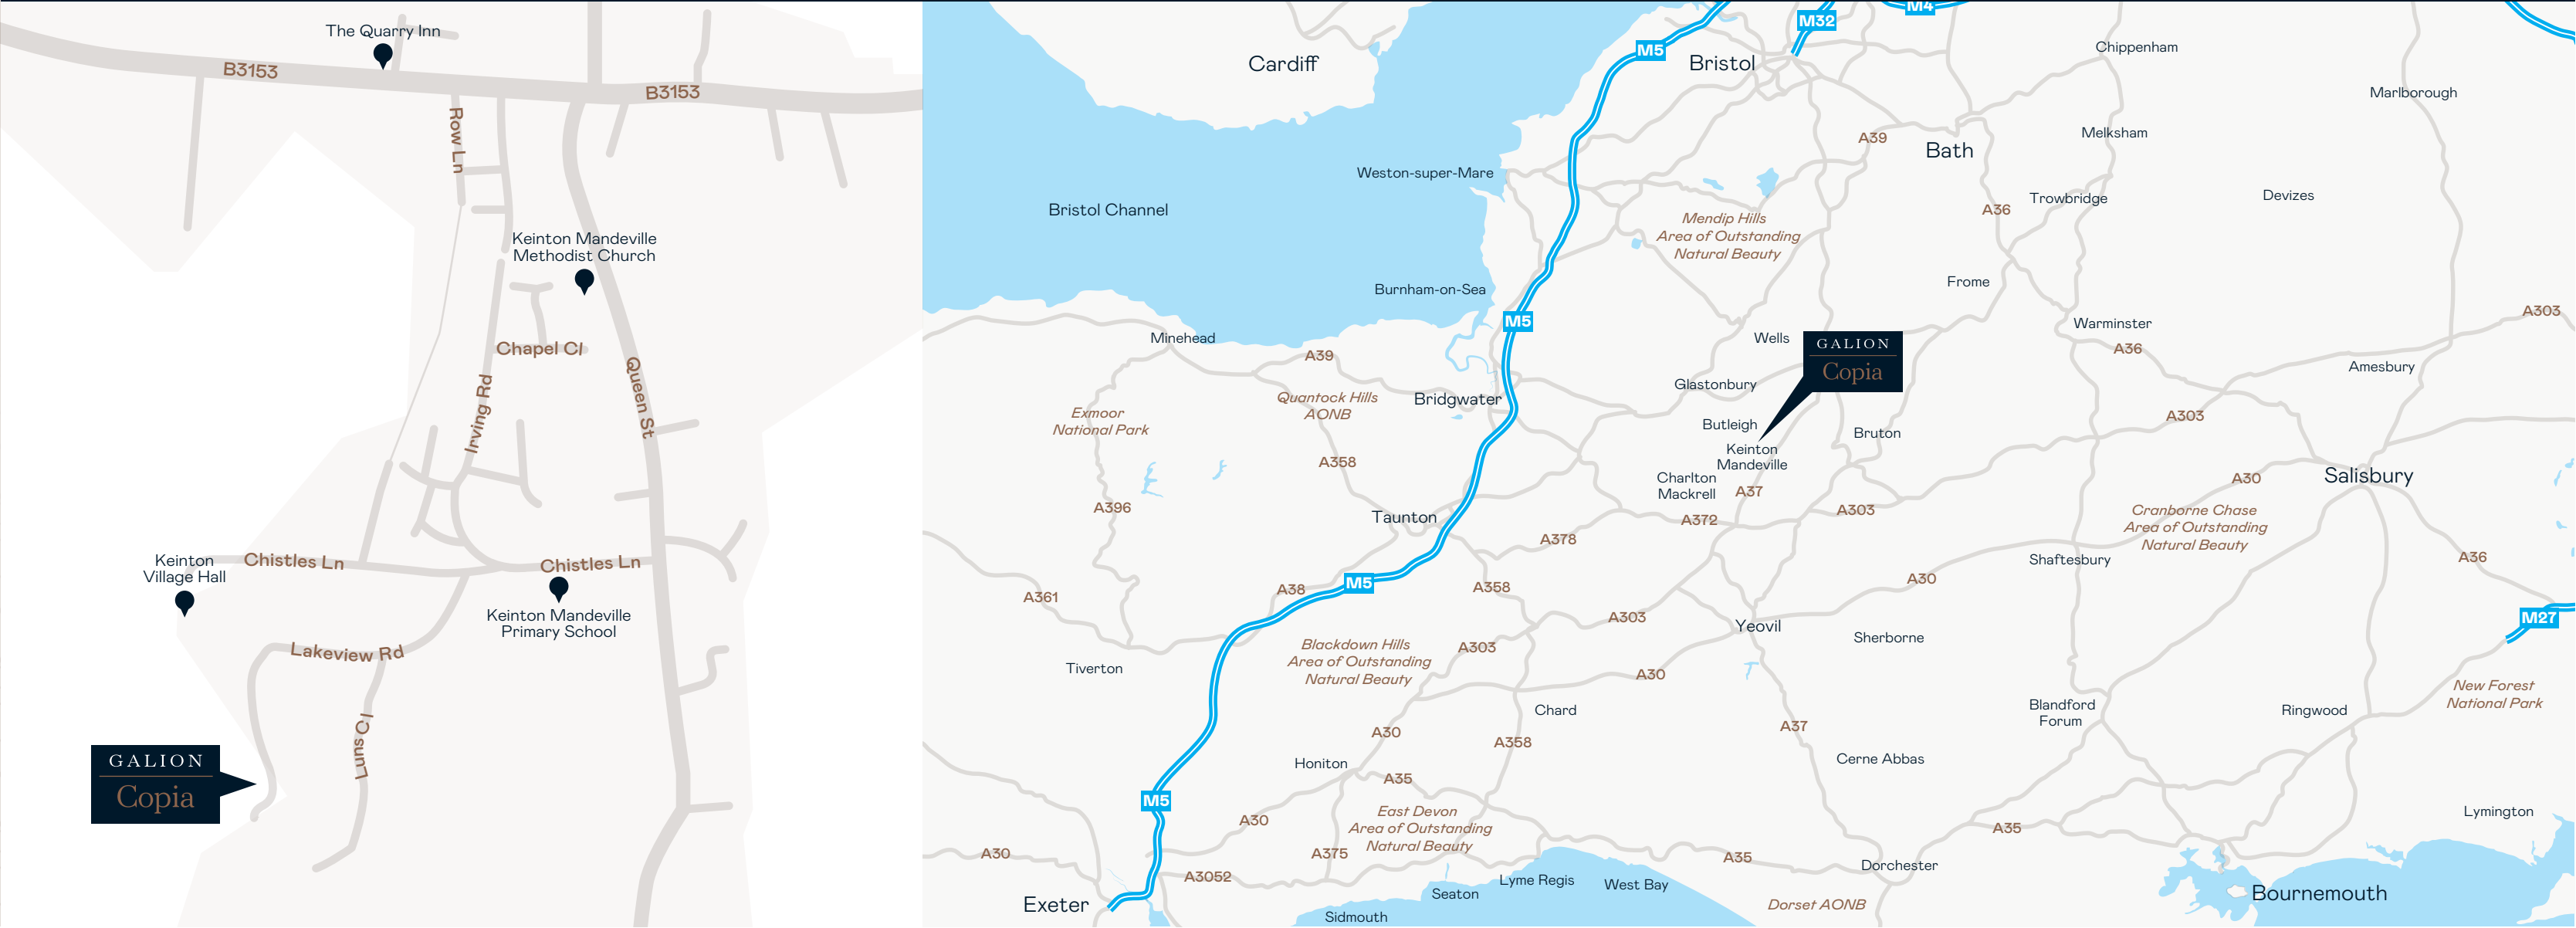 The Quarry Inn
B3153
B3153
Row Ln
Keinton Mandeville
Methodist Church
Chapel Cl
Irving Rd
Queen St
Keinton
Village Hall
Chistles Ln
Chistles Ln
Keinton Mandeville
Primary School
Lakeview Rd
Luns Cl
GALION
Copia
M4
M32
M5
Cardiff
Bristol
Chippenham
Marlborough
A39
Melksham
Bath
Weston-super-Mare
Bristol Channel
A36
Trowbridge
Devizes
Mendip Hills
Area of Outstanding
Natural Beauty
Frome
Burnham-on-Sea
M5
A303
Warminster
Minehead
Wells
GALION
Copia
A36
A39
Amesbury
Glastonbury
Quantock Hills
AONB
Bridgwater
Exmoor
National Park
A303
Butleigh
Bruton
Keinton
Mandeville
A358
Charlton
Mackrell
A37
Salisbury
A30
A396
A303
Cranborne Chase
Area of Outstanding
Natural Beauty
Taunton
A372
A378
Shaftesbury
A36
M5
A30
A358
A38
A361
A303
M27
Yeovil
Sherborne
Blackdown Hills
Area of Outstanding
Natural Beauty
A303
Tiverton
A30
New Forest
National Park
Chard
Blandford
Forum
Ringwood
A37
A30
A358
Cerne Abbas
Honiton
A35
M5
East Devon
Area of Outstanding
Natural Beauty
Lymington
A30
A35
A30
A375
A35
Dorchester
A3052
Lyme Regis
West Bay
Seaton
Bournemouth
Exeter
Dorset AONB
Sidmouth